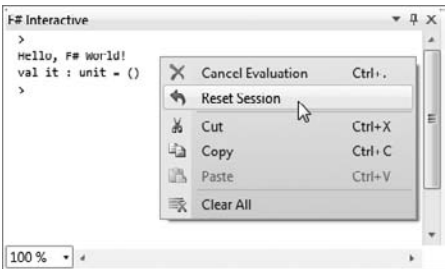 F# Interactive
>
Hello, F# World!
val it : unit = ()
>
Cancel Evaluation Ctrl+.
Reset Session
Cut Ctrl+X
Copy Ctrl+C
Paste Ctrl+V
Clear All
100 %